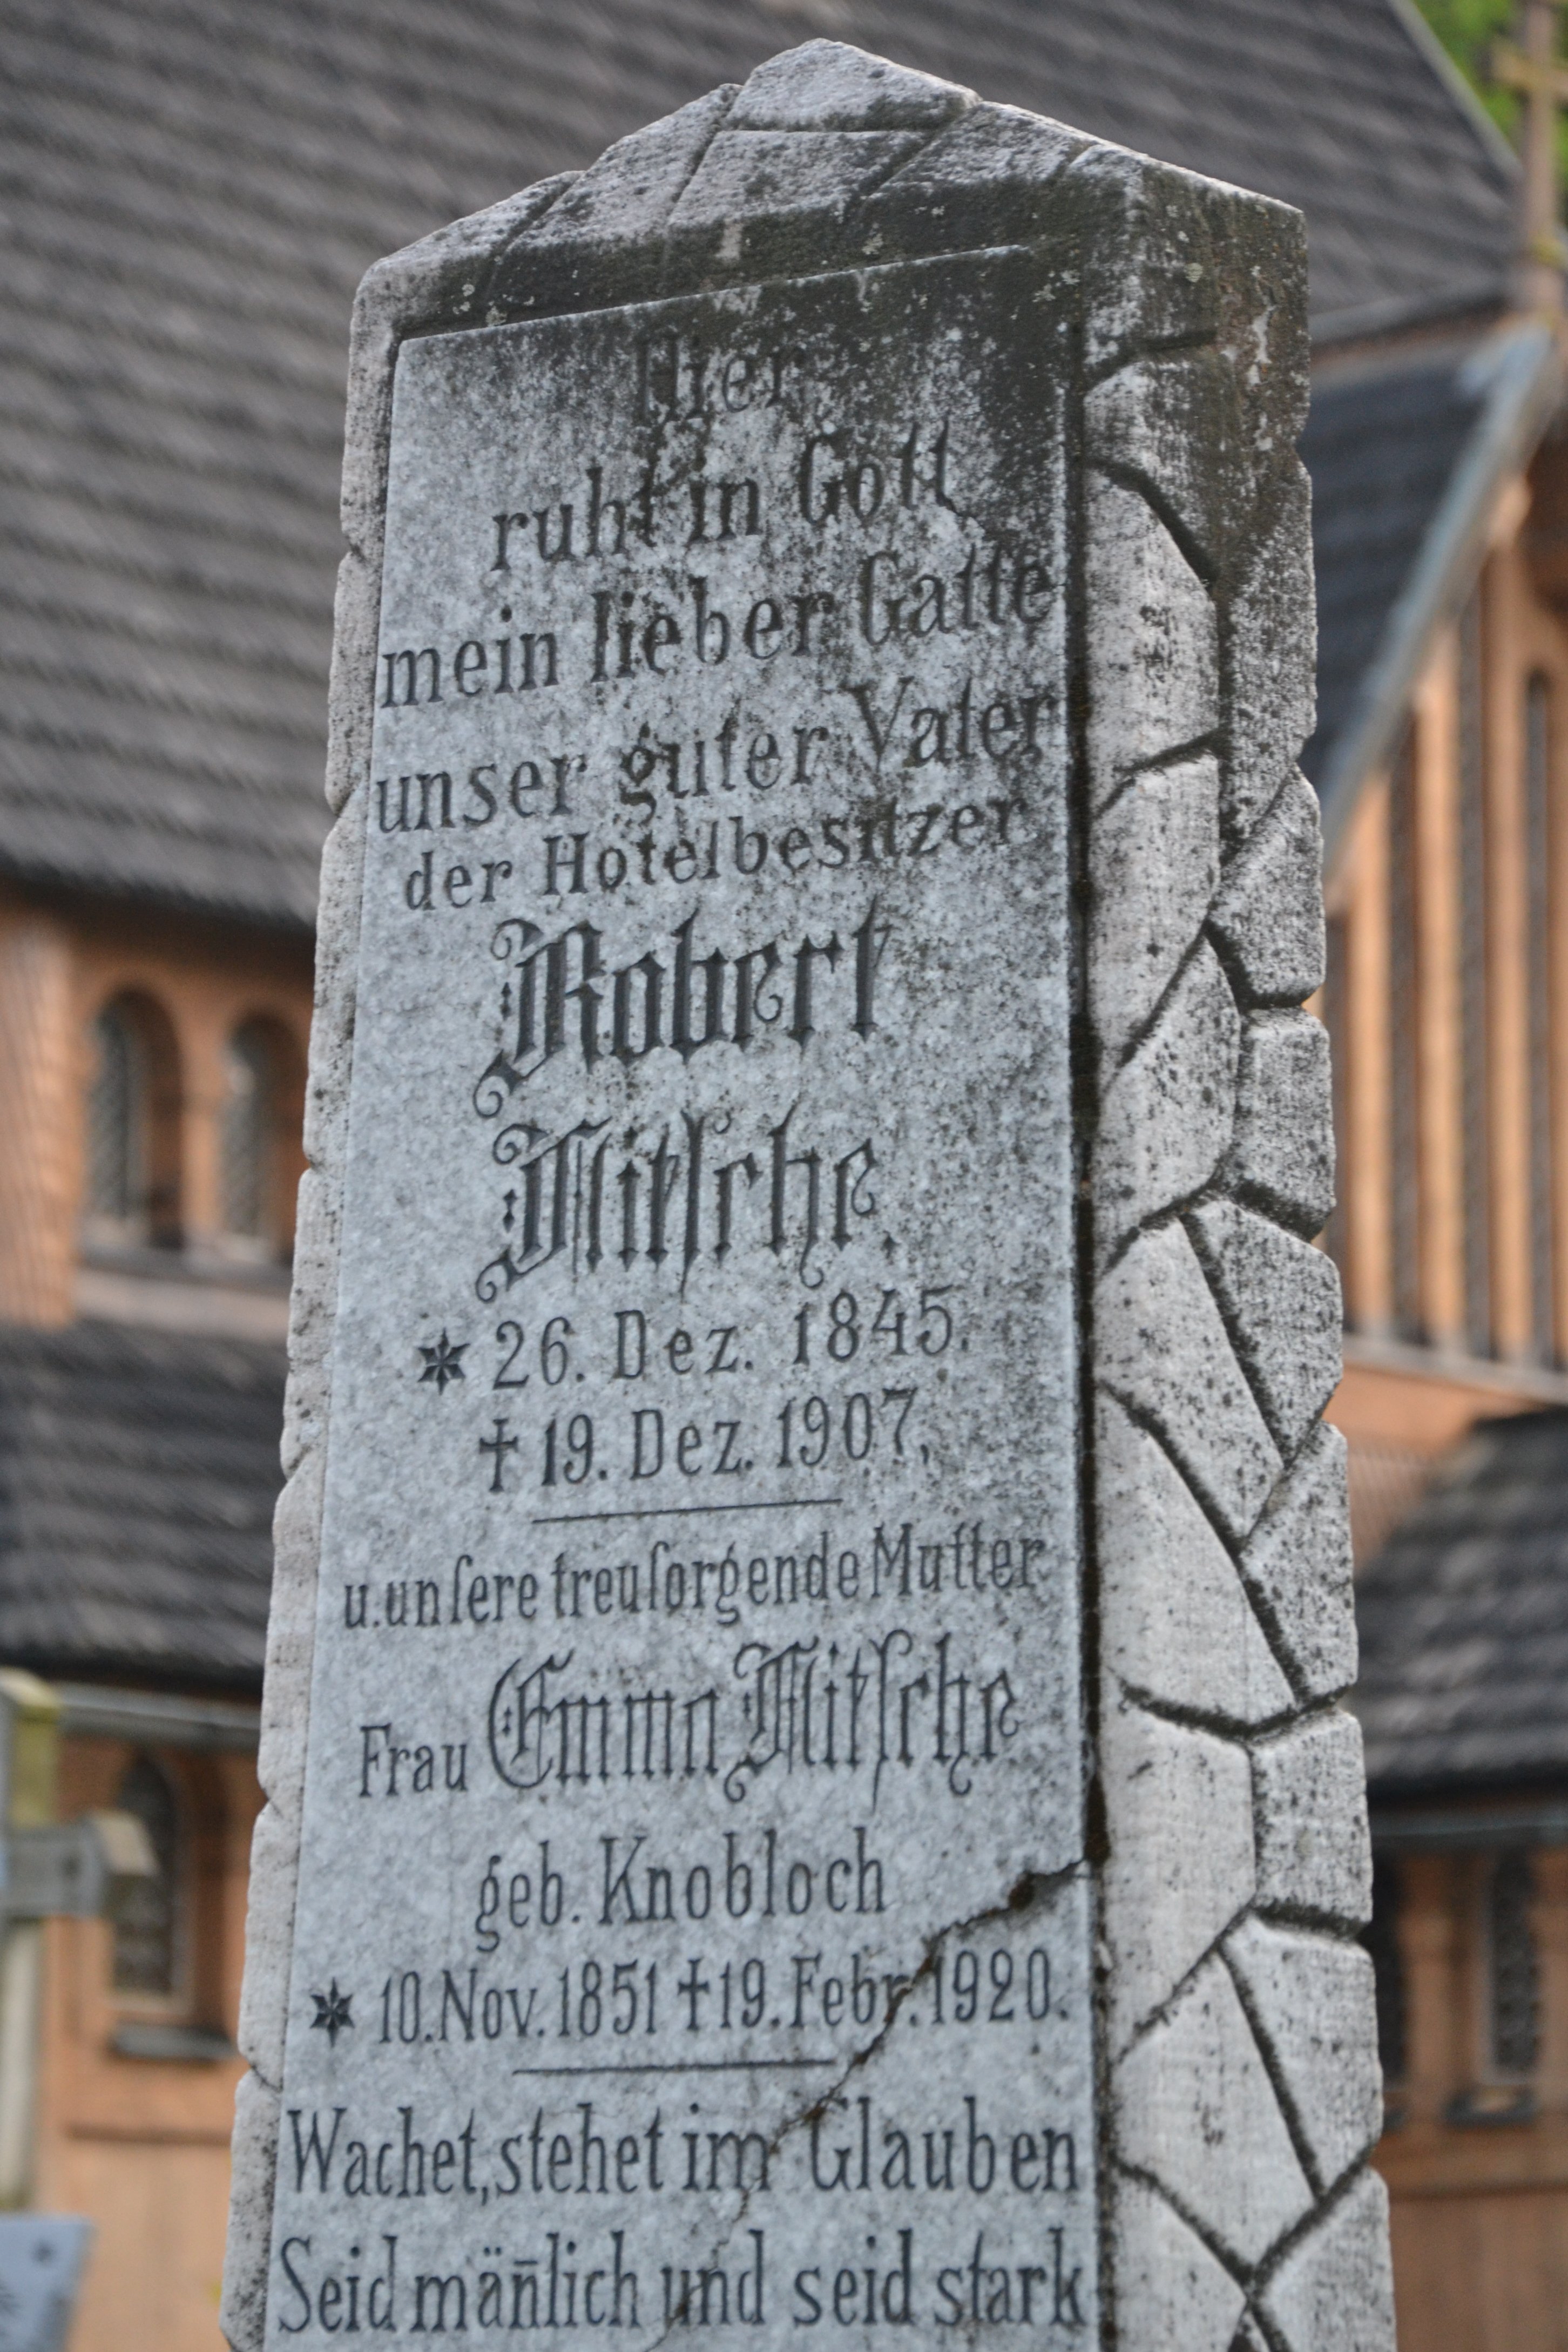 Hier
ruht in Gott
mein lieber Gatte
unser guter Vater
der Hotelbesitzer
Robert
Mitſche,
* 26. Dez. 1845.
† 19. Dez. 1907,
u. unſere treuſorgende Mutter
Frau Emma Mitſche
geb. Knobloch
* 10. Nov. 1851 † 19. Febr. 1920.
Wachet, stehet im Glauben
Seid män̄lich und seid stark